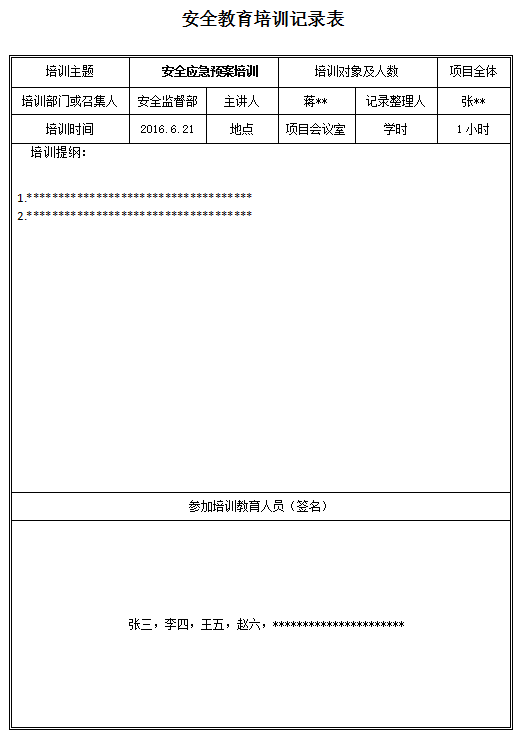 安全教育培训记录表
培训主题 安全应急预案培训 培训对象及人数 项目全体
培训部门或召集人 安全监督部 主讲人 蒋** 记录整理人 张**
培训时间 2016.6.21 地点 项目会议室 学时 1小时
培训提纲：
1.************************************
2.************************************
参加培训教育人员（签名）
张三，李四，王五，赵六，**********************